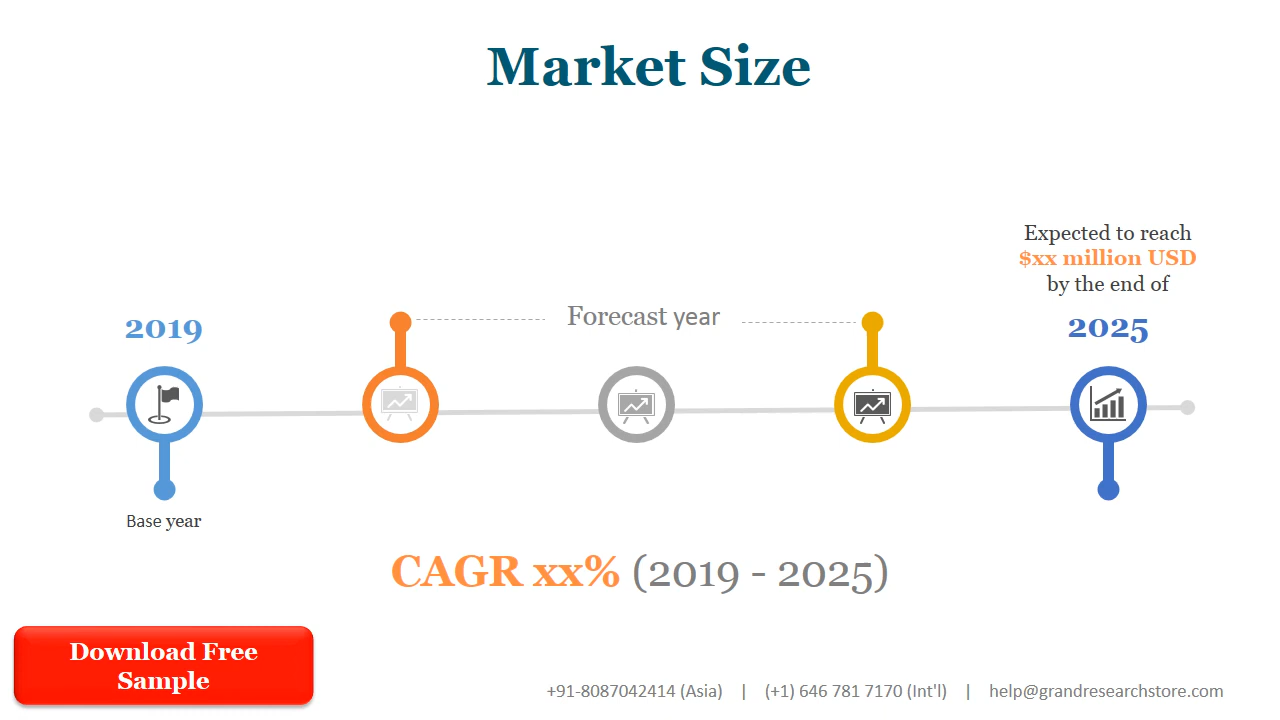 Market Size
Expected to reach
$xx million USD
by the end of
2019
Forecast year
2025
Base year
CAGR xx% (2019 - 2025)
Download Free
Sample
+91-8087042414 (Asia) | (+1) 646 781 7170 (Int'l) | help@grandresearchstore.com